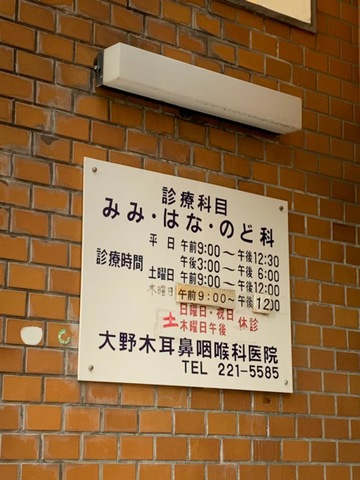 診療科目
みみ・はな・のど科
平日 午前9:00～午後12:30
診療時間 午後3:00～午後6:00
土曜日 午前9:00～午後12:00
木曜日 午前9:00～午後12:0
日曜日・祝日
土 木曜日午後 休診
大野木耳鼻咽喉科医院
TEL 221-5585